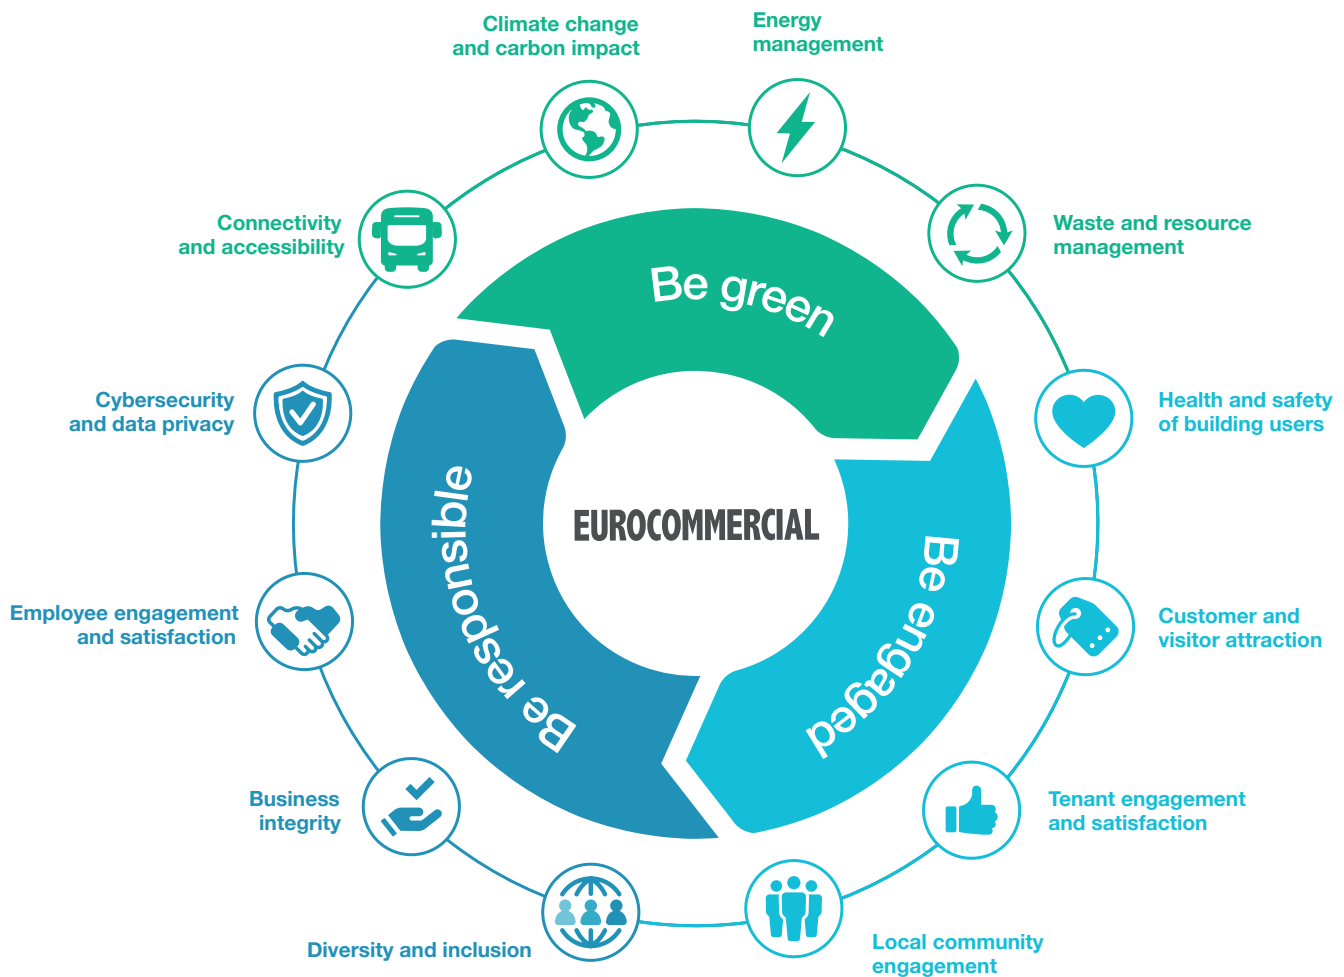 Climate change
and carbon impact
Energy
management
Connectivity
and accessibility
Waste and resource
management
Be green
Cybersecurity
and data privacy
Health and safety
of building users
Be responsible
EUROCOMMERCIAL
Be engaged
Employee engagement
and satisfaction
Customer and
visitor attraction
Business
integrity
Tenant engagement
and satisfaction
Diversity and inclusion
Local community
engagement